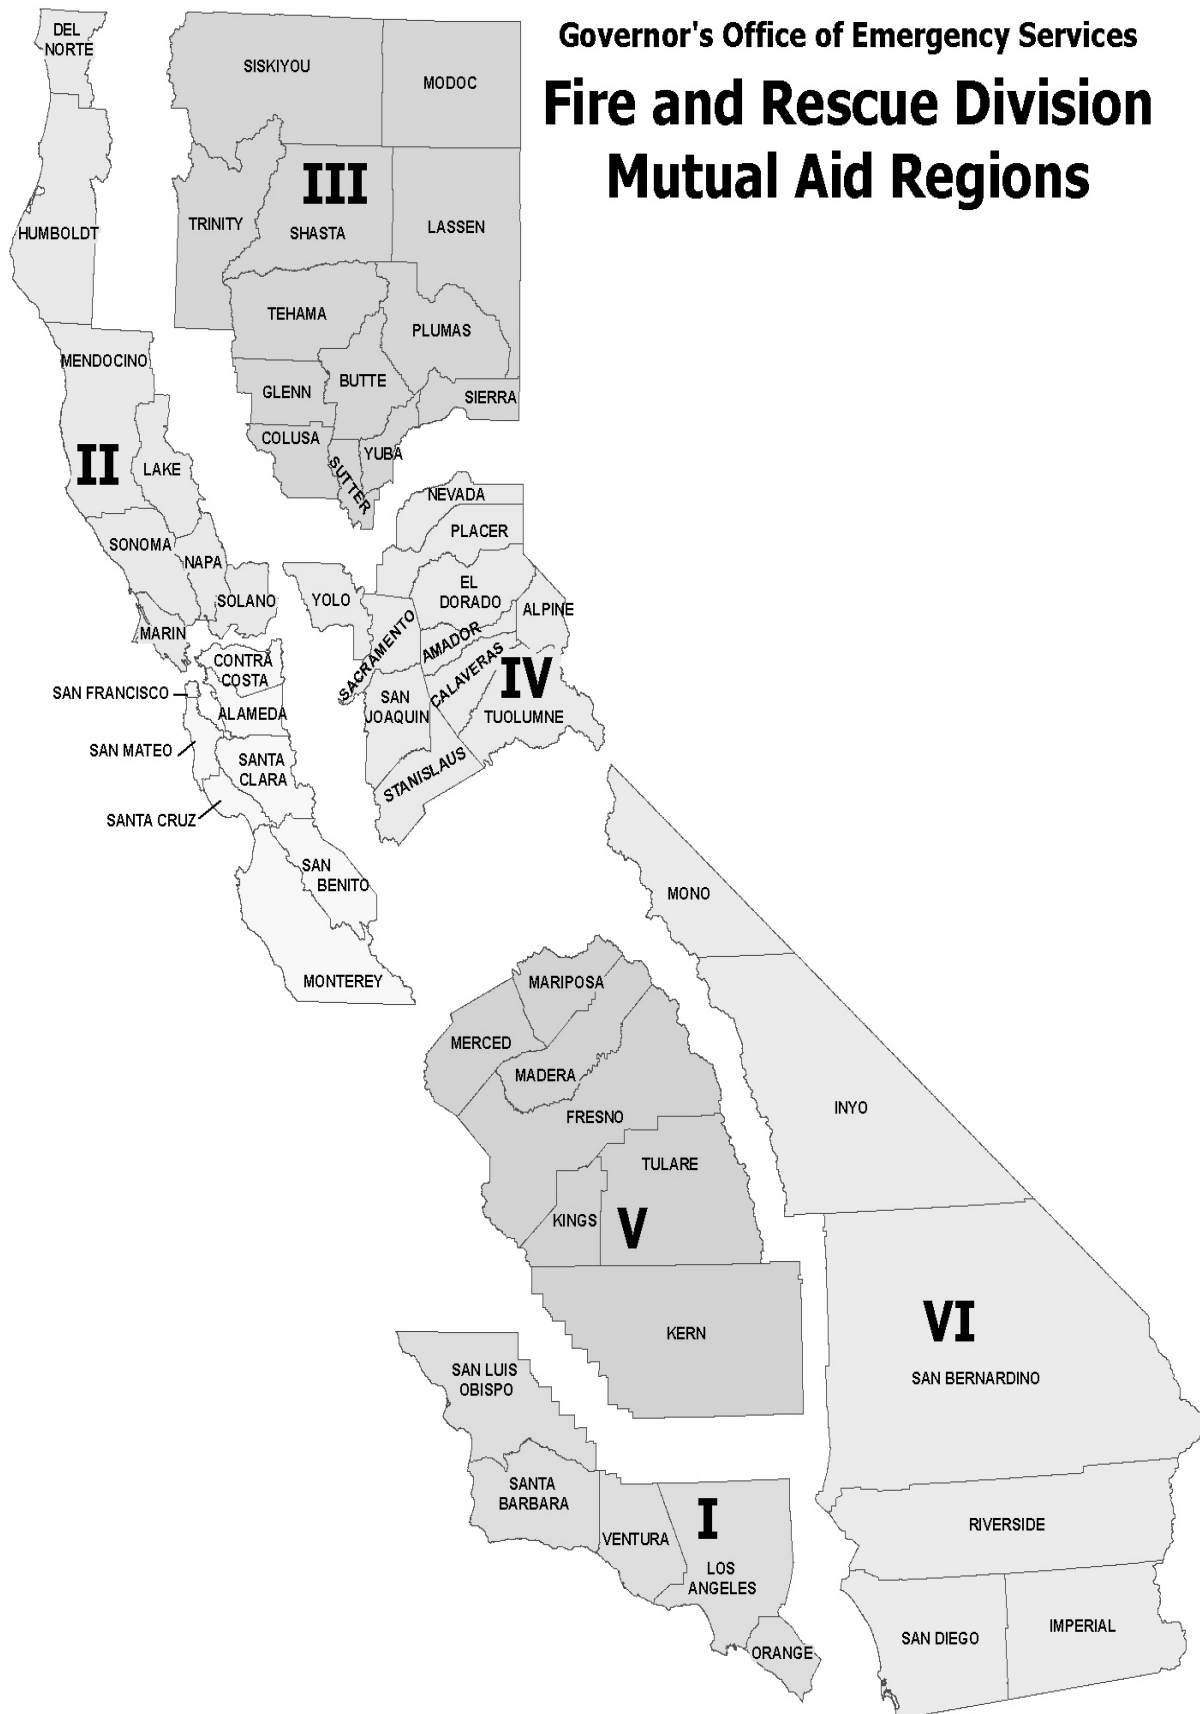 Governor's Office of Emergency Services
Fire and Rescue Division
Mutual Aid Regions
DEL
NORTE
SISKIYOU
MODOC
HUMBOLDT
TRINITY
III
SHASTA
LASSEN
TEHAMA
PLUMAS
MENDOCINO
GLENN
BUTTE
SIERRA
COLUSA
YUBA
SUTTER
II
LAKE
NEVADA
PLACER
SONOMA
NAPA
SOLANO
YOLO
EL
DORADO
ALPINE
MARIN
SACRAMENTO
AMADOR
CALAVERAS
IV
CONTRA
COSTA
SAN FRANCISCO
ALAMEDA
SAN
JOAQUIN
TUOLUMNE
SAN MATEO
SANTA
CLARA
STANISLAUS
SANTA CRUZ
SAN
BENITO
MONO
MONTEREY
MARIPOSA
MERCED
MADERA
FRESNO
INYO
TULARE
KINGS
V
KERN
VI
SAN BERNARDINO
SAN LUIS
OBISPO
SANTA
BARBARA
VENTURA
I
LOS
ANGELES
ORANGE
RIVERSIDE
SAN DIEGO
IMPERIAL